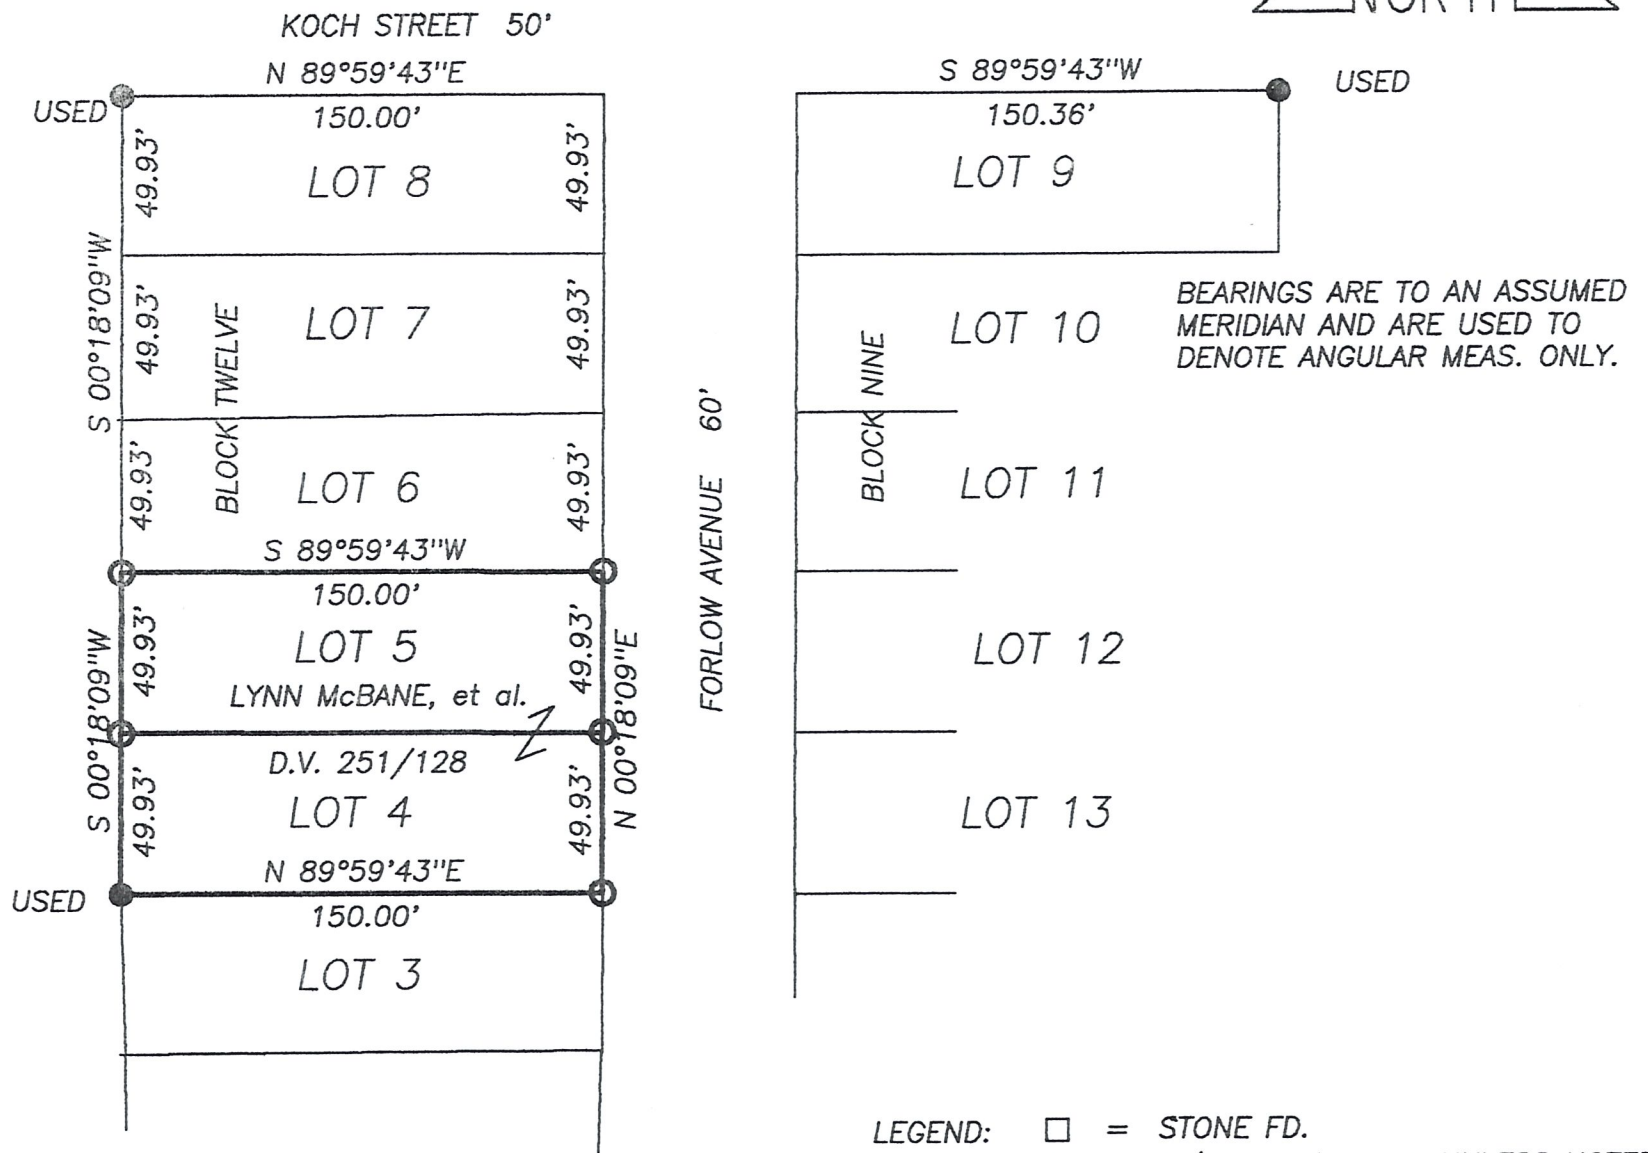 NORTH
KOCH STREET 50'
N 89°59'43"E
150.00'
USED
49.93'
49.93'
LOT 8
S 00°18'09"W
49.93'
49.93'
LOT 7
BLOCK TWELVE
49.93'
49.93'
LOT 6
S 89°59'43"W
150.00'
49.93'
49.93'
LOT 5
LYNN McBANE, et al.
D.V. 251/128
S 00°18'09"W
N 00°18'09"E
49.93'
49.93'
LOT 4
N 89°59'43"E
150.00'
USED
LOT 3
FORLOW AVENUE 60'
S 89°59'43"W
150.36'
USED
LOT 9
BLOCK NINE
LOT 10
LOT 11
LOT 12
LOT 13
BEARINGS ARE TO AN ASSUMED
MERIDIAN AND ARE USED TO
DENOTE ANGULAR MEAS. ONLY.
LEGEND: □ = STONE FD.